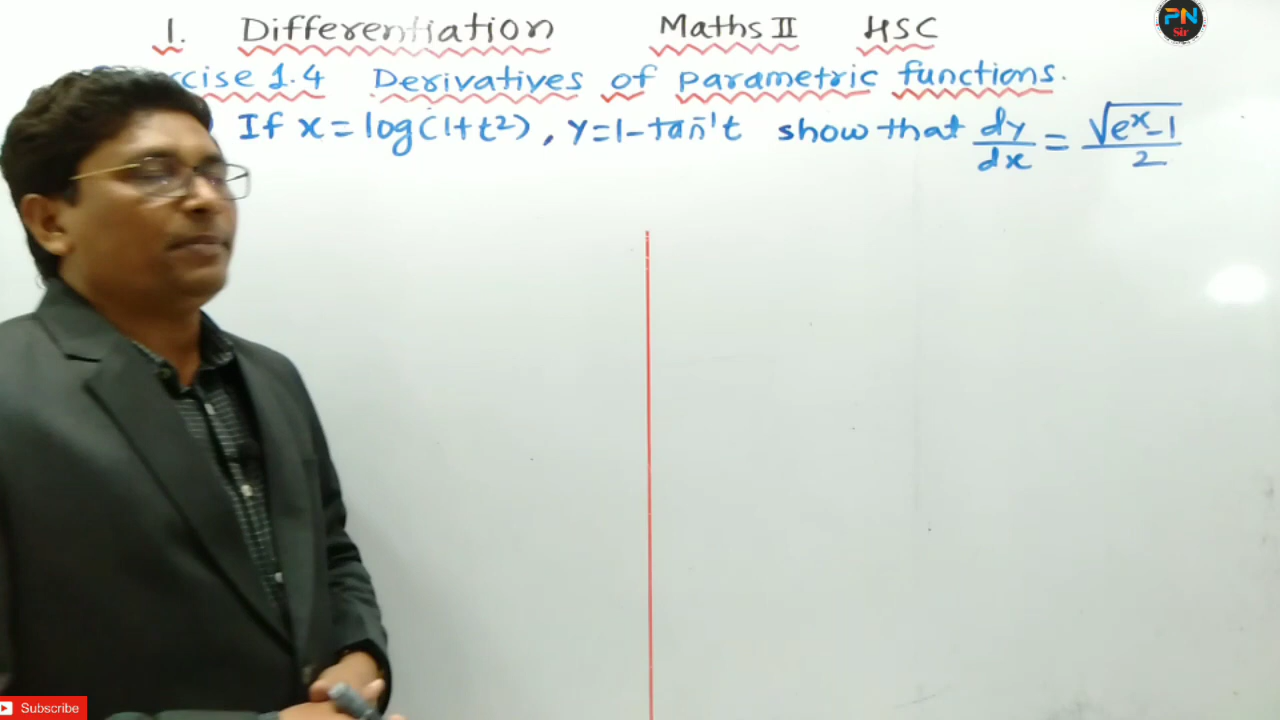 1. Differentiation Maths II HSC
PN
Sir
1.4 Derivatives of parametric functions.
) If x = log(1+t²), y=1-tan⁻¹t show that dy/dx = √(eˣ-1)/2
Subscribe